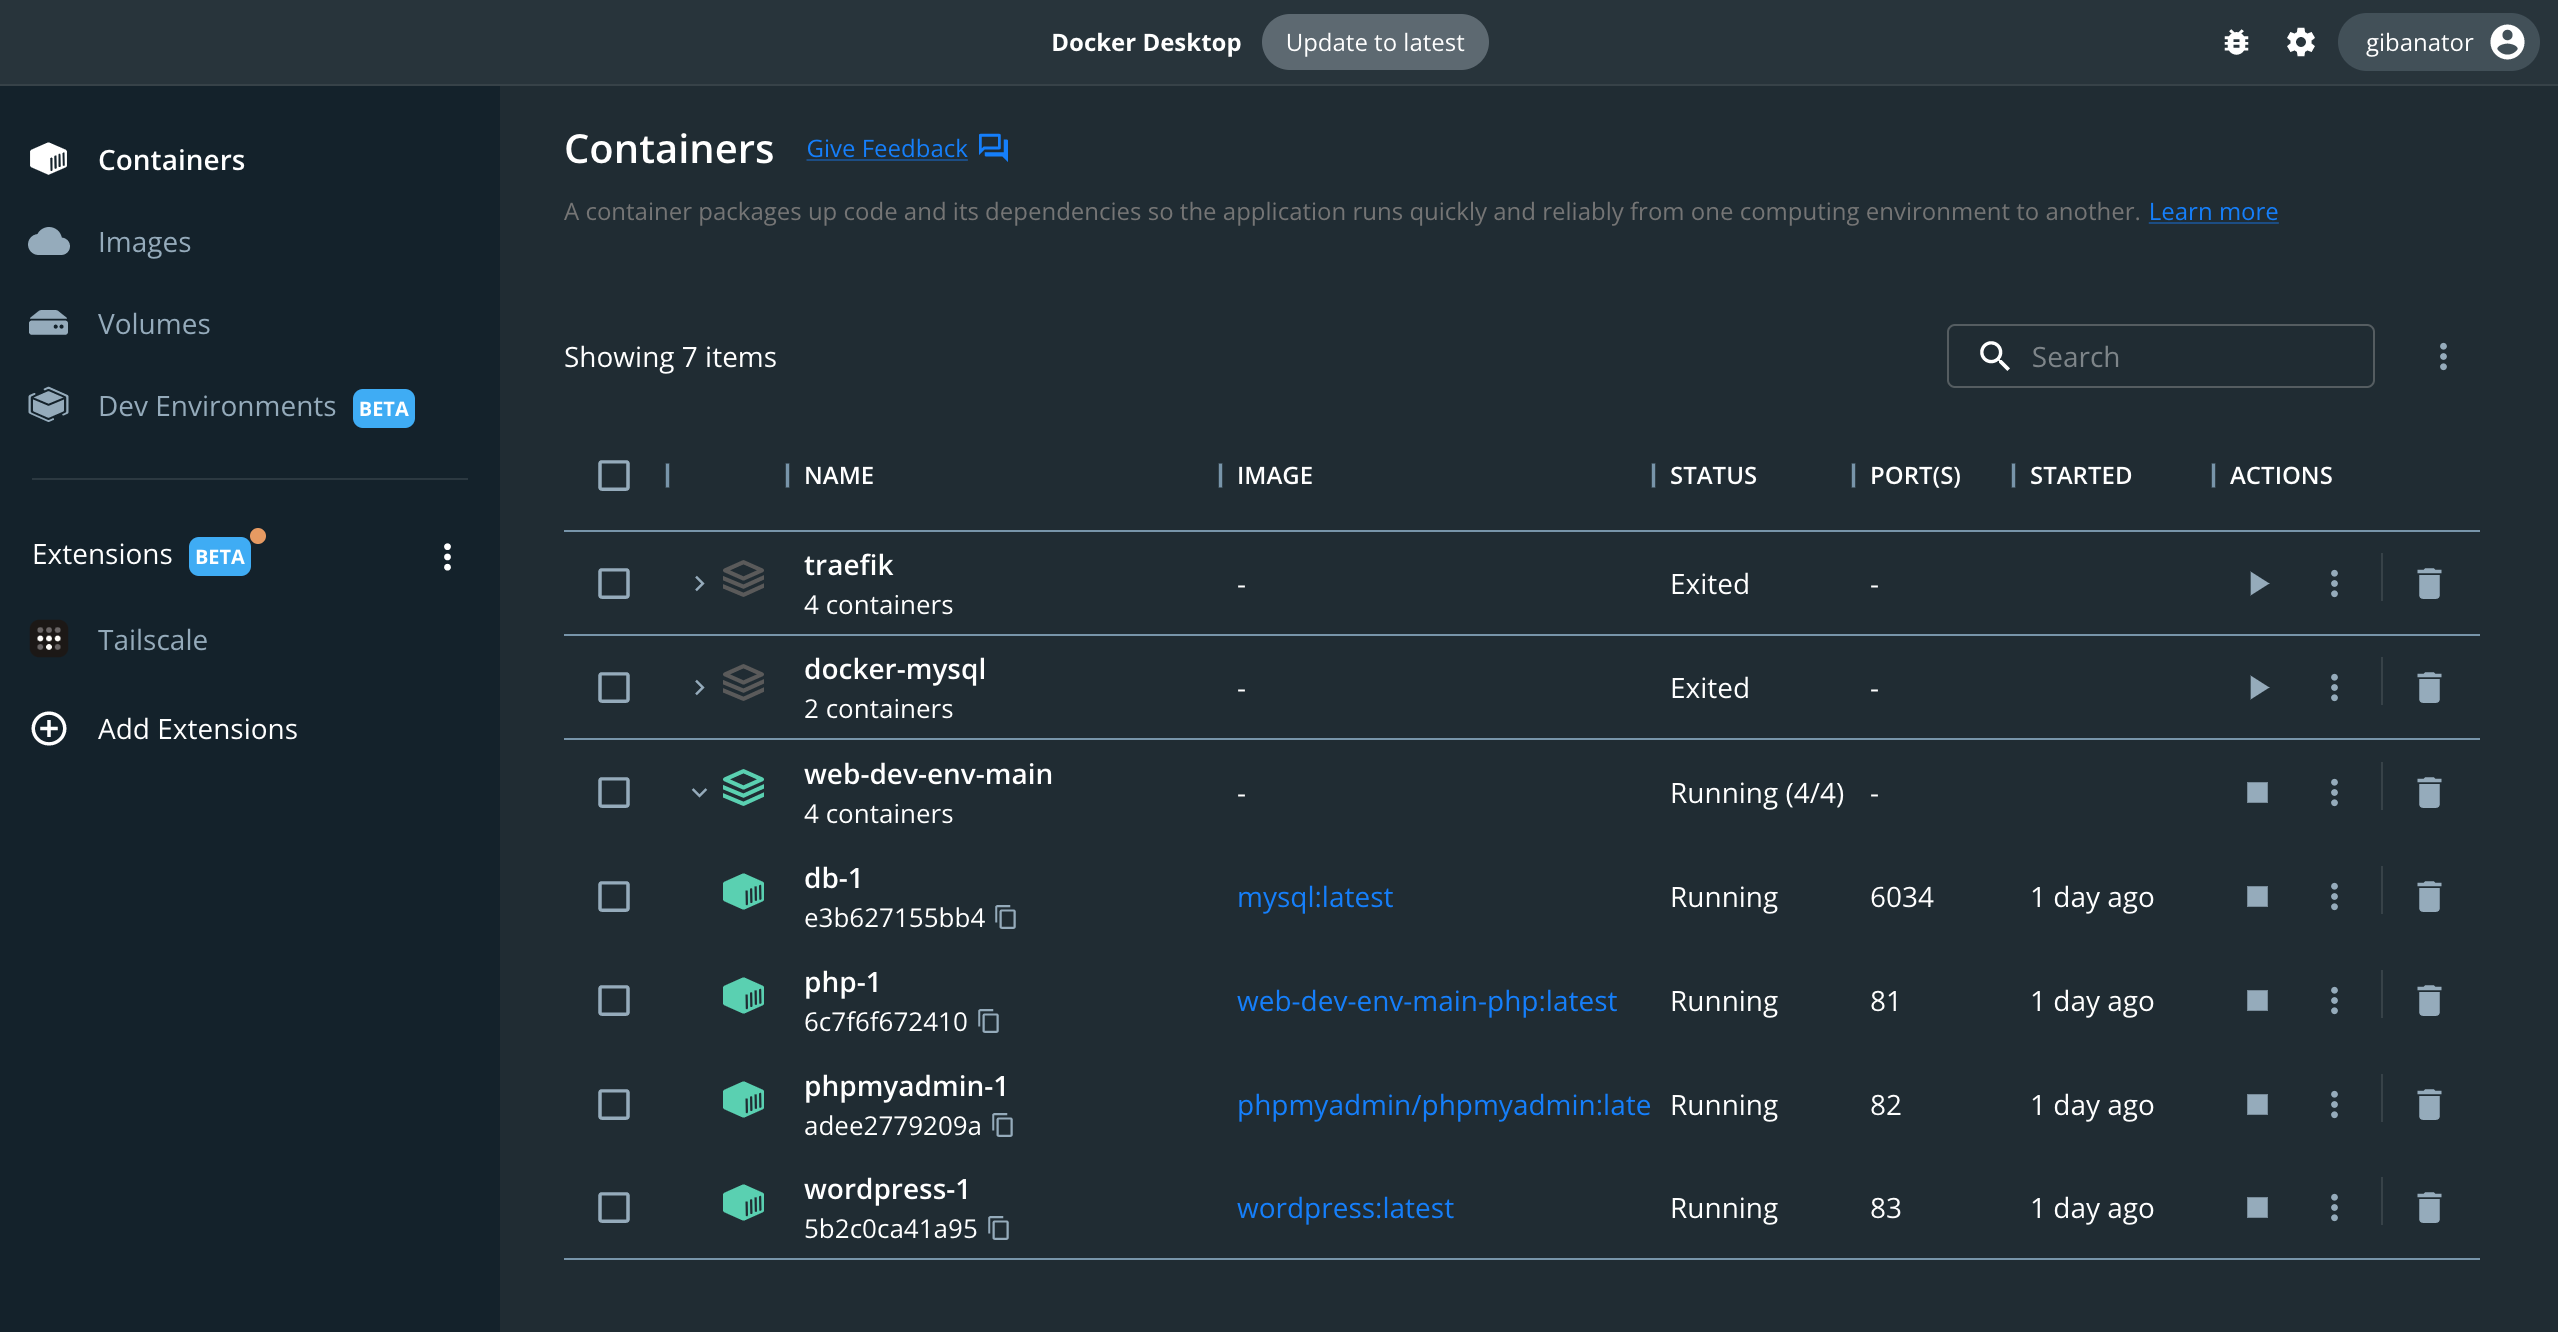 Docker Desktop Update to latest gibanator
Containers
Images
Volumes
Dev Environments BETA
Extensions BETA
Tailscale
Add Extensions
Containers Give Feedback
A container packages up code and its dependencies so the application runs quickly and reliably from one computing environment to another. Learn more
Showing 7 items Search
NAME IMAGE STATUS PORT(S) STARTED ACTIONS
traefik
4 containers - Exited -
docker-mysql
2 containers - Exited -
web-dev-env-main
4 containers - Running (4/4) -
db-1
e3b627155bb4 mysql:latest Running 6034 1 day ago
php-1
6c7f6f672410 web-dev-env-main-php:latest Running 81 1 day ago
phpmyadmin-1
adee2779209a phpmyadmin/phpmyadmin:late Running 82 1 day ago
wordpress-1
5b2c0ca41a95 wordpress:latest Running 83 1 day ago